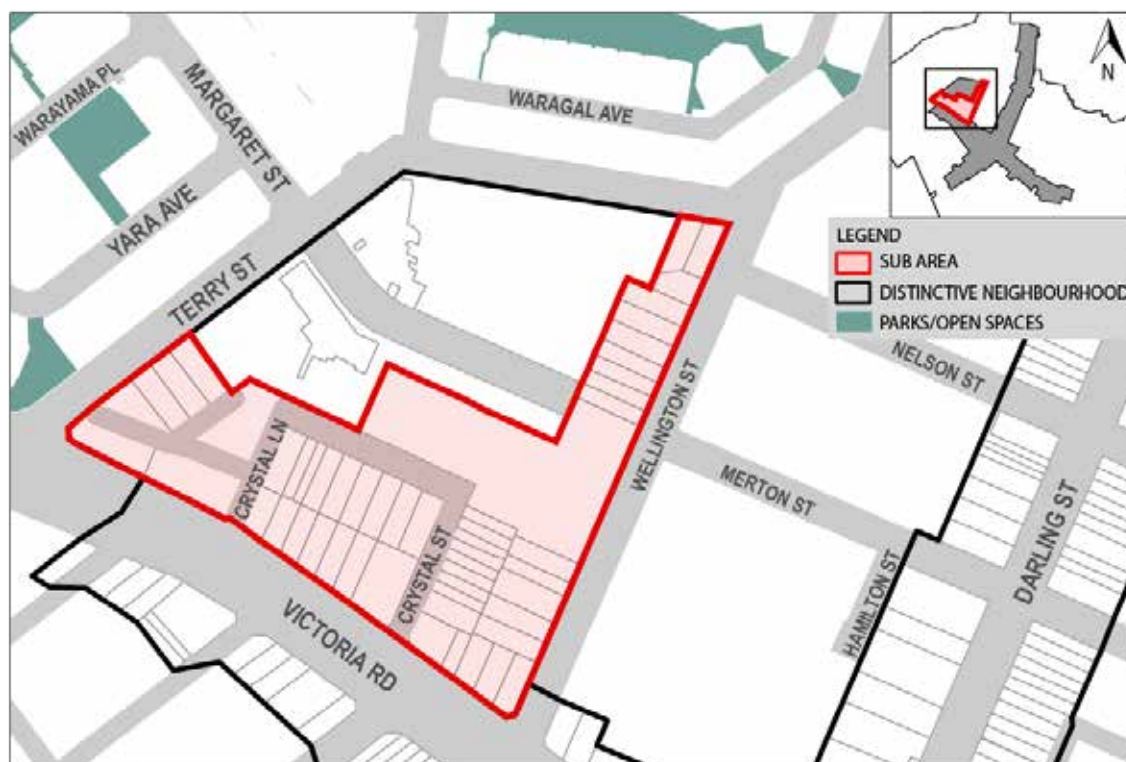 WARAYAMA PL
MARGARET ST
WARAGAL AVE
N
YARA AVE
TERRY ST
LEGEND
SUB AREA
DISTINCTIVE NEIGHBOURHOOD
PARKS/OPEN SPACES
NELSON ST
WELLINGTON ST
CRYSTAL LN
MERTON ST
CRYSTAL ST
HAMILTON ST
DARLING ST
VICTORIA RD